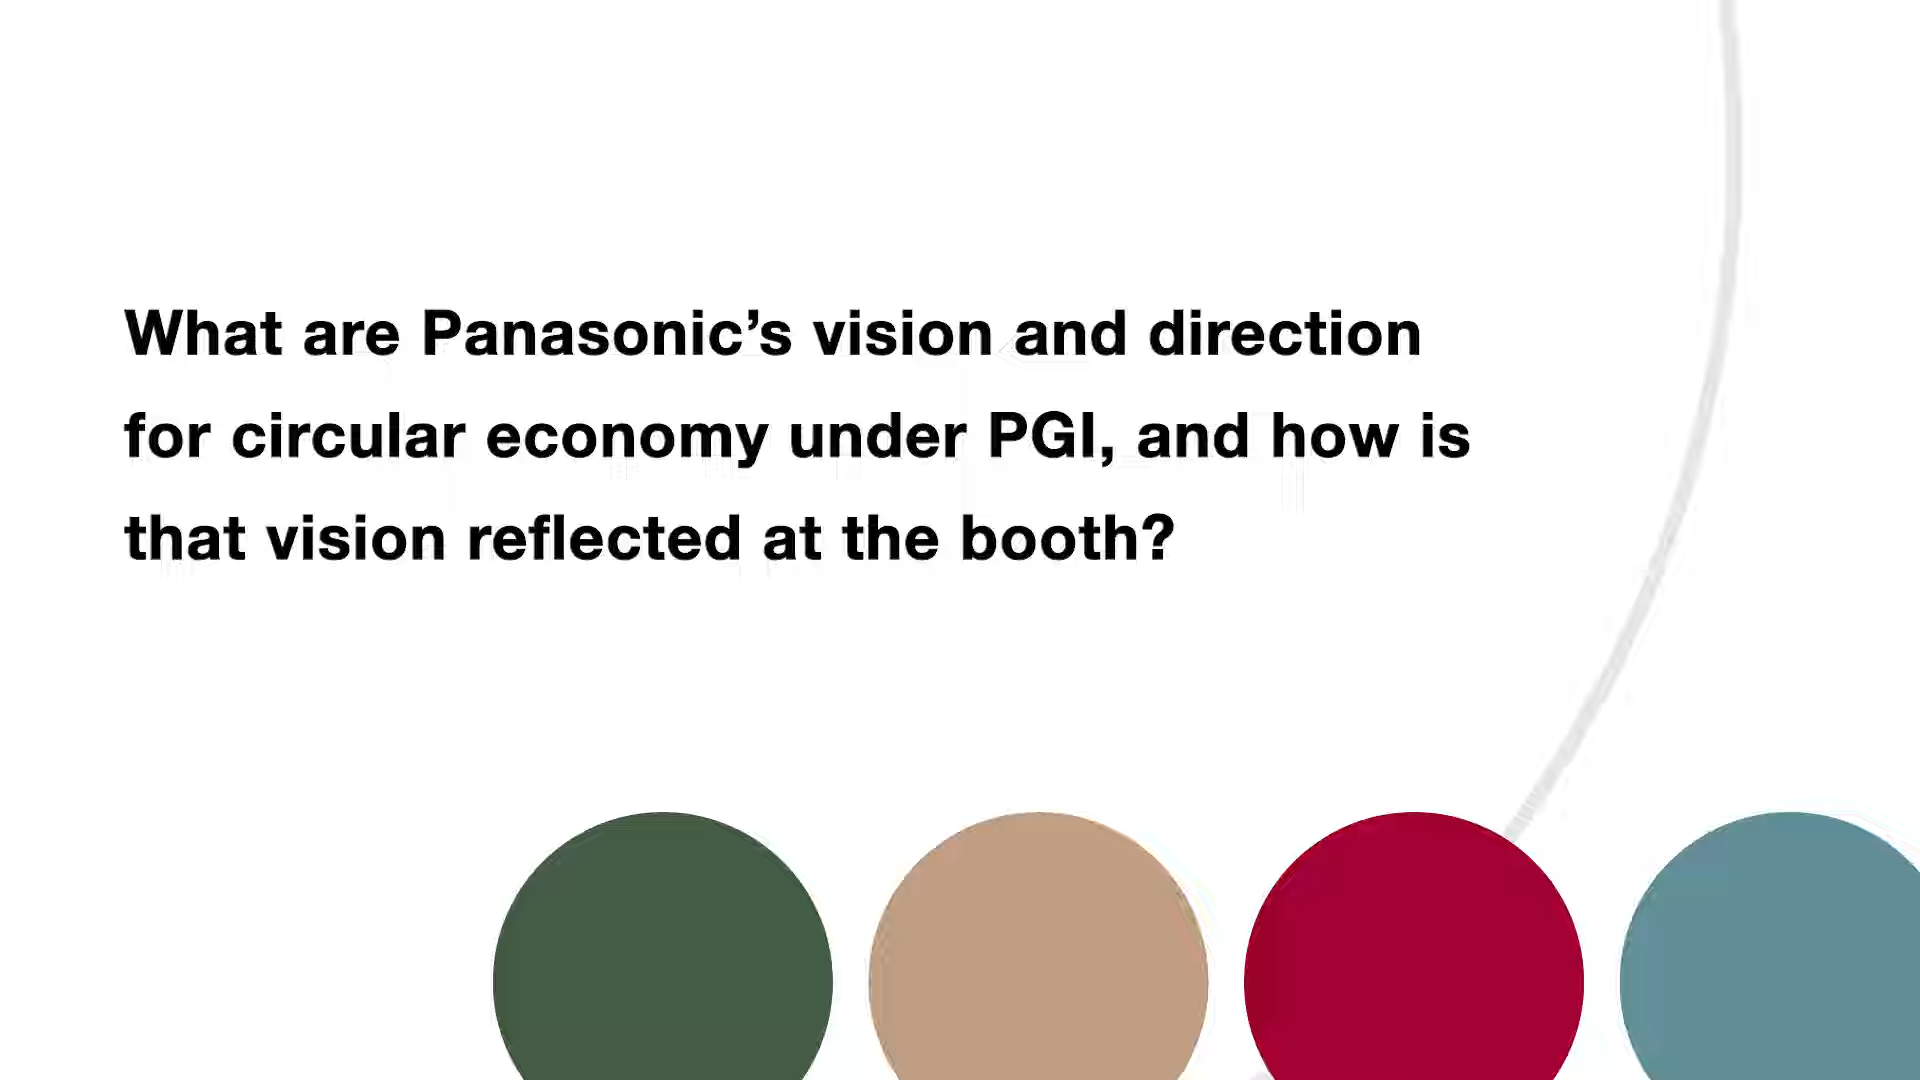 What are Panasonic’s vision and direction
for circular economy under PGI, and how is
that vision reflected at the booth?